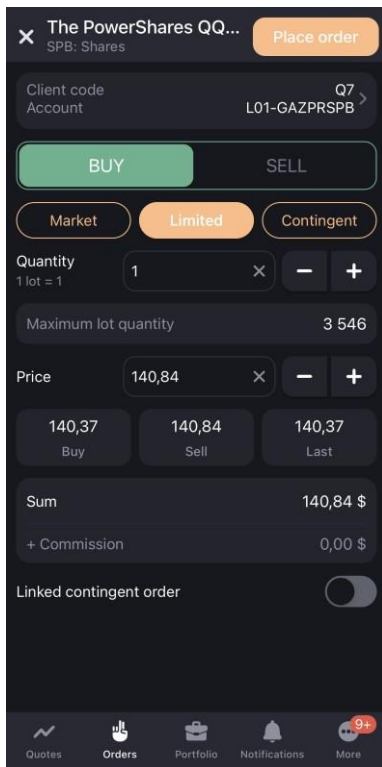 The PowerShares QQ...
SPB: Shares
Place order
Client code
Q7
Account
L01-GAZPRSPB
BUY
SELL
Market
Limited
Contingent
Quantity
1 lot = 1
1
Maximum lot quantity
3 546
Price
140,84
140,37
140,84
140,37
Buy
Sell
Last
Sum
140,84 $
+ Commission
0,00 $
Linked contingent order
9+
Quotes
Orders
Portfolio
Notifications
More